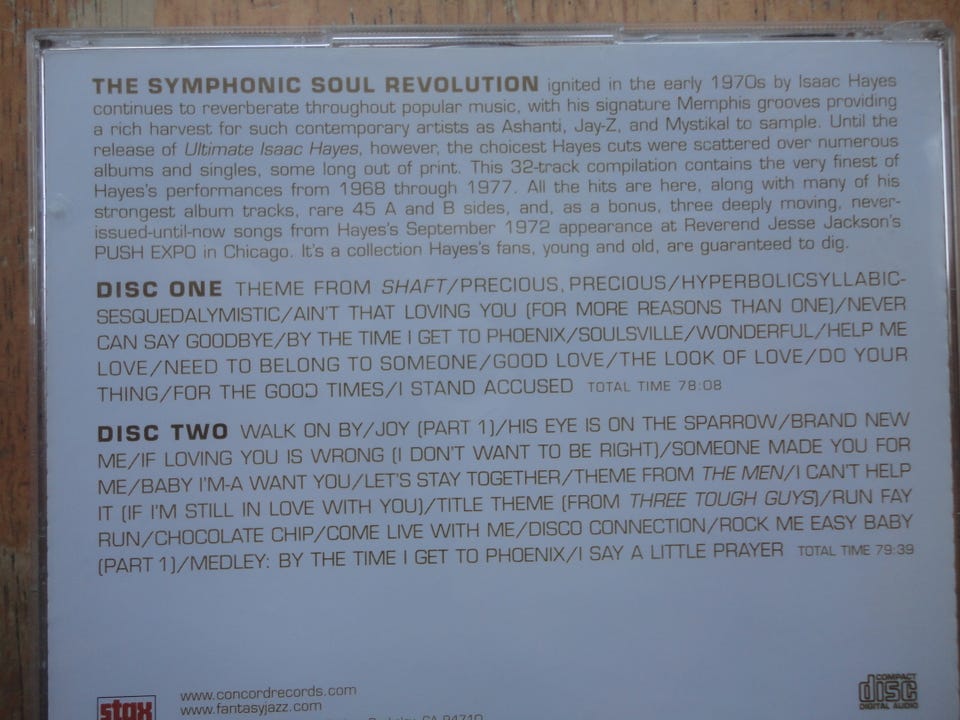 THE SYMPHONIC SOUL REVOLUTION ignited in the early 1970s by Isaac Hayes
continues to reverberate throughout popular music, with his signature Memphis grooves providing
a rich harvest for such contemporary artists as Ashanti, Jay-Z, and Mystikal to sample. Until the
release of Ultimate Isaac Hayes, however, the choicest Hayes cuts were scattered over numerous
albums and singles, some long out of print. This 32-track compilation contains the very finest of
Hayes's performances from 1968 through 1977. All the hits are here, along with many of his
strongest album tracks, rare 45 A and B sides, and, as a bonus, three deeply moving, never-
issued-until-now songs from Hayes's September 1972 appearance at Reverend Jesse Jackson's
PUSH EXPO in Chicago. It's a collection Hayes's fans, young and old, are guaranteed to dig.
DISC ONE THEME FROM SHAFT/PRECIOUS, PRECIOUS/HYPERBOLICSYLLABIC-
SESQUEDALYMISTIC/AIN'T THAT LOVING YOU (FOR MORE REASONS THAN ONE)/NEVER
CAN SAY GOODBYE/BY THE TIME I GET TO PHOENIX/SOULSVILLE/WONDERFUL/HELP ME
LOVE/NEED TO BELONG TO SOMEONE/GOOD LOVE/THE LOOK OF LOVE/DO YOUR
THING/FOR THE GOOD TIMES/I STAND ACCUSED TOTAL TIME 78:08
DISC TWO WALK ON BY/JOY (PART 1)/HIS EYE IS ON THE SPARROW/BRAND NEW
ME/IF LOVING YOU IS WRONG (I DON'T WANT TO BE RIGHT)/SOMEONE MADE YOU FOR
ME/BABY I'M-A WANT YOU/LET'S STAY TOGETHER/THEME FROM THE MEN/I CAN'T HELP
IT (IF I'M STILL IN LOVE WITH YOU)/TITLE THEME (FROM THREE TOUGH GUYS)/RUN FAY
RUN/CHOCOLATE CHIP/COME LIVE WITH ME/DISCO CONNECTION/ROCK ME EASY BABY
(PART 1)/MEDLEY: BY THE TIME I GET TO PHOENIX/I SAY A LITTLE PRAYER TOTAL TIME 79:39
stax
www.concordrecords.com
www.fantasyjazz.com
Berkeley, CA 94710
COMPACT
disc
DIGITAL AUDIO